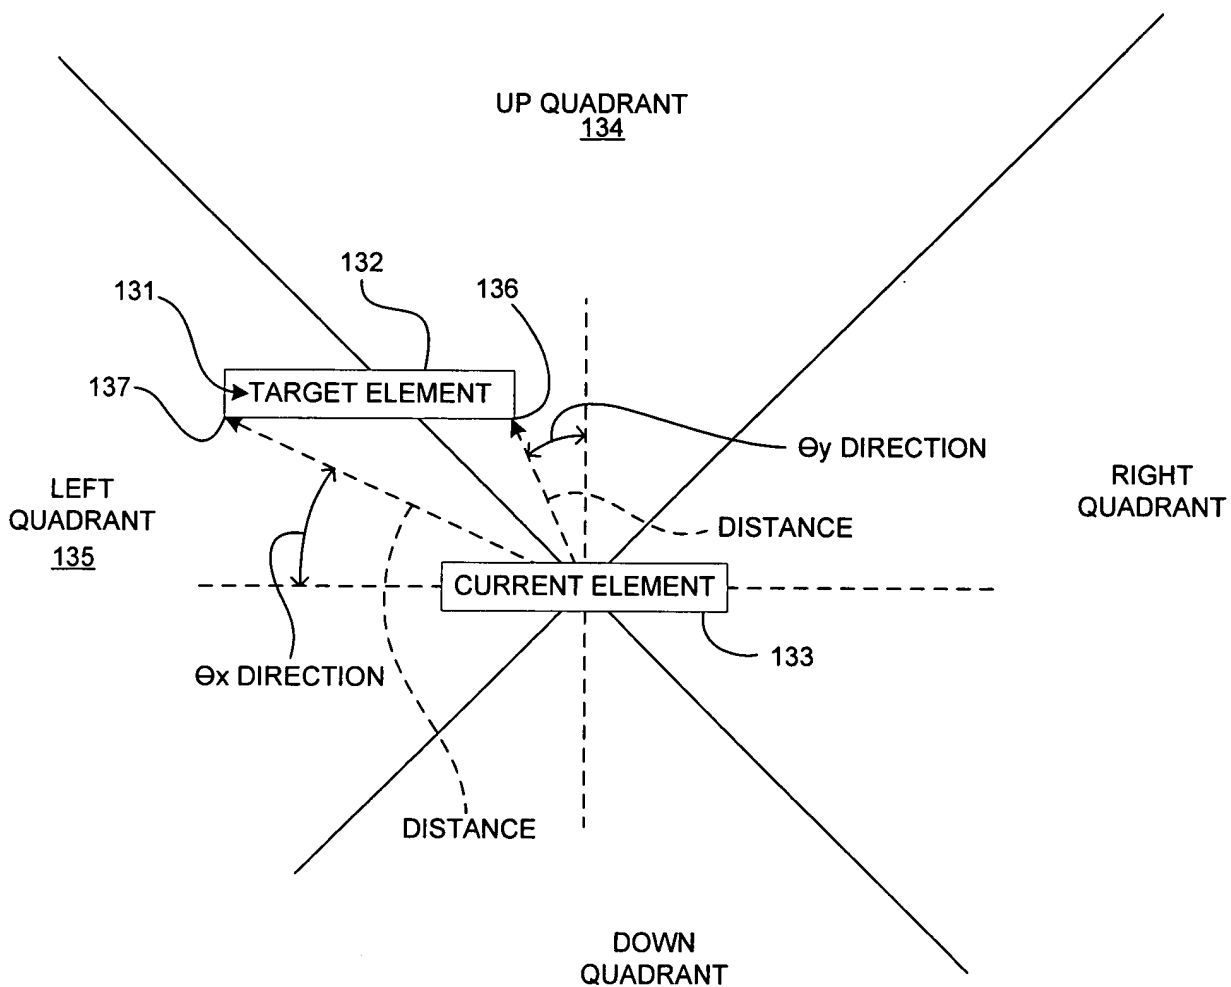 UP QUADRANT
134
132
136
131
TARGET ELEMENT
137
Θy DIRECTION
LEFT
QUADRANT
135
RIGHT
QUADRANT
DISTANCE
CURRENT ELEMENT
133
Θx DIRECTION
DISTANCE
DOWN
QUADRANT